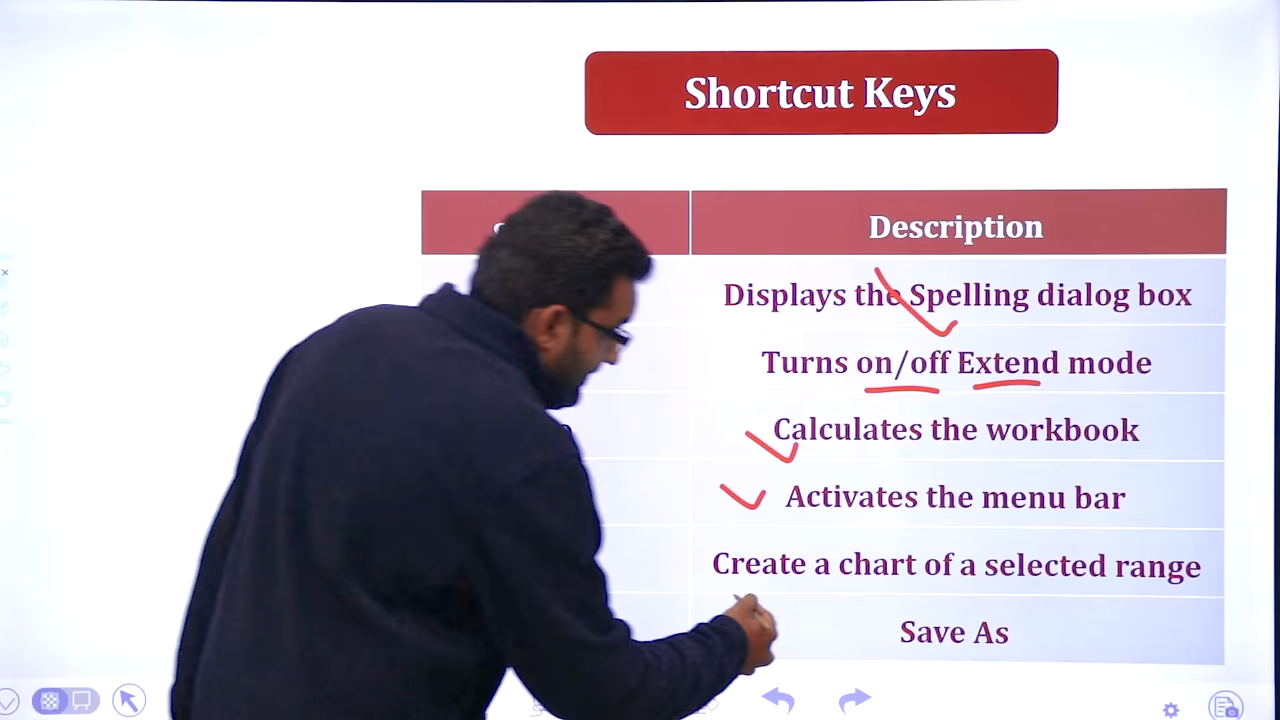 Shortcut Keys
Description
Displays the Spelling dialog box
Turns on/off Extend mode
Calculates the workbook
Activates the menu bar
Create a chart of a selected range
Save As